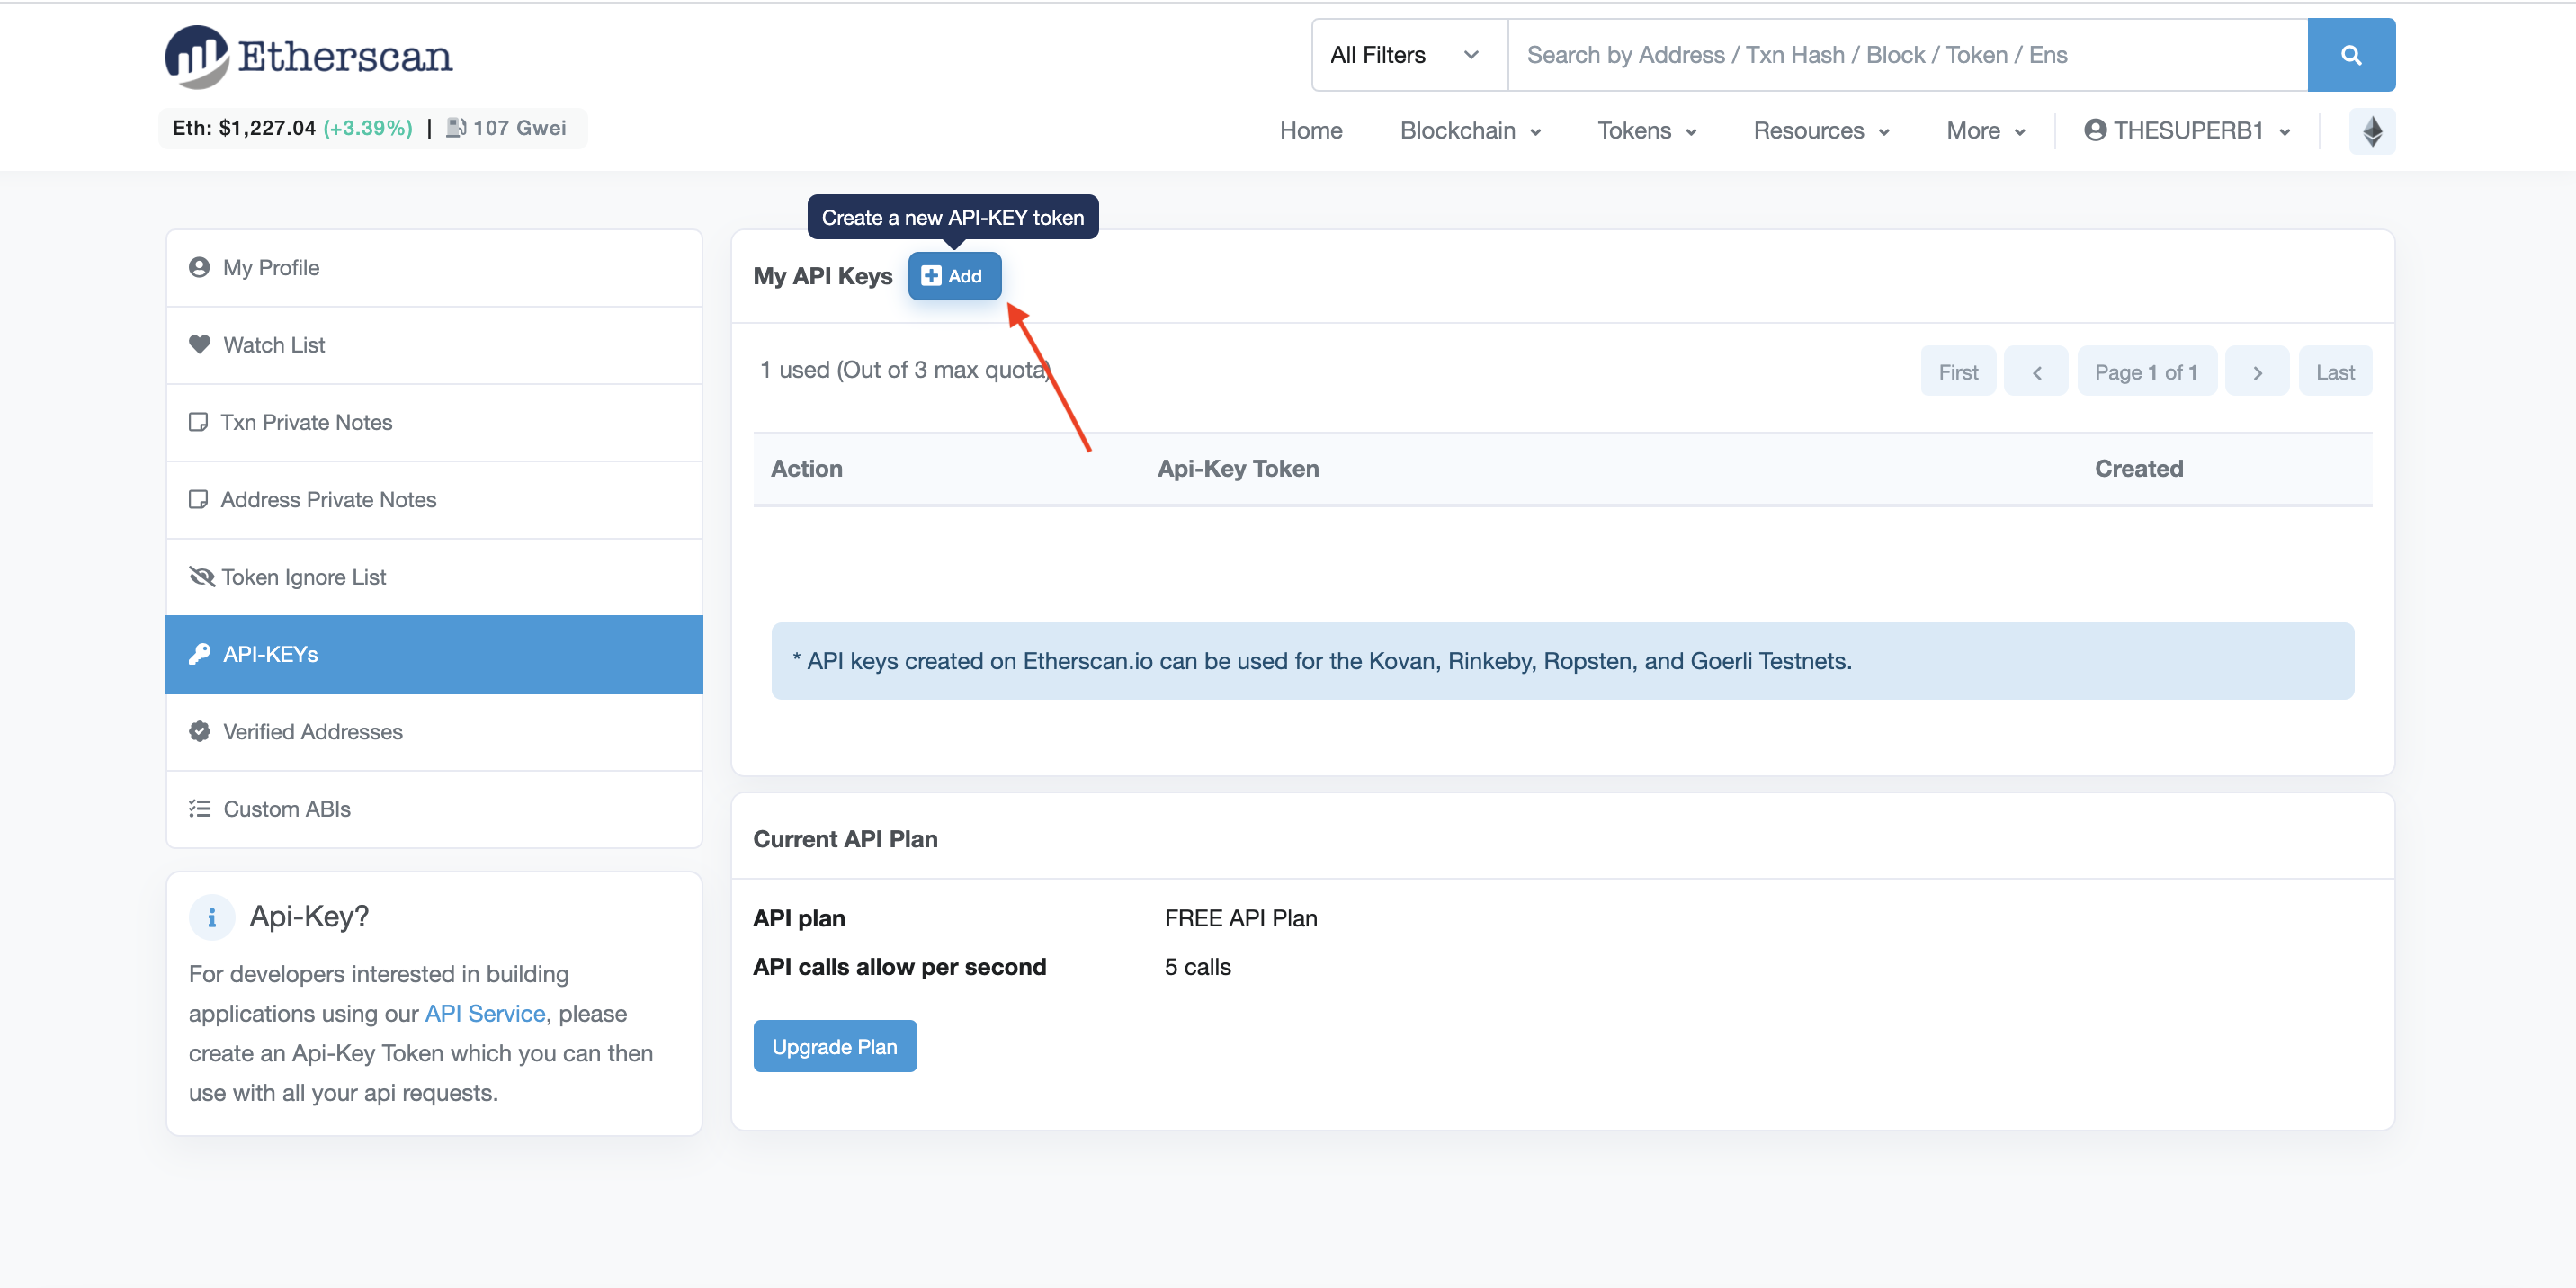 Etherscan
All Filters
Search by Address / Txn Hash / Block / Token / Ens
Eth: $1,227.04 (+3.39%) | 107 Gwei
Home Blockchain Tokens Resources More THESUPERB1
My Profile
Watch List
Txn Private Notes
Address Private Notes
Token Ignore List
API-KEYs
Verified Addresses
Custom ABIs
Api-Key?
For developers interested in building
applications using our API Service, please
create an Api-Key Token which you can then
use with all your api requests.
Create a new API-KEY token
My API Keys Add
1 used (Out of 3 max quota)
First Page 1 of 1 Last
Action Api-Key Token Created
* API keys created on Etherscan.io can be used for the Kovan, Rinkeby, Ropsten, and Goerli Testnets.
Current API Plan
API plan FREE API Plan
API calls allow per second 5 calls
Upgrade Plan